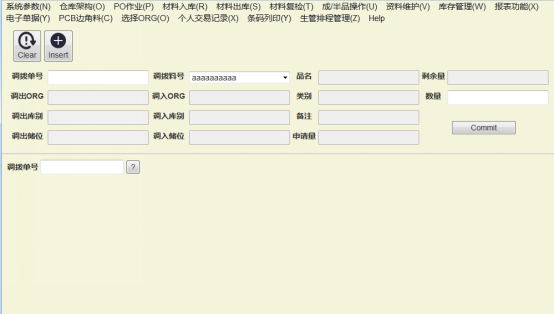 系统参数(N) 仓库架构(O) PO作业(P) 材料入库(R) 材料出库(S) 材料复检(T) 成/半品操作(U) 资料维护(V) 库存管理(W) 报表功能(X)
电子单据(Y) PCB边角料(C) 选择ORG(O) 个人交易记录(X) 条码列印(Y) 生管排程管理(Z) Help
Clear Insert
调拨单号 调拨料号 aaaaaaaaaa 品名 剩余量
调出ORG 调入ORG 类别 数量
调出库别 调入库别 备注
Commit
调出储位 调入储位 申请量
调拨单号 ?